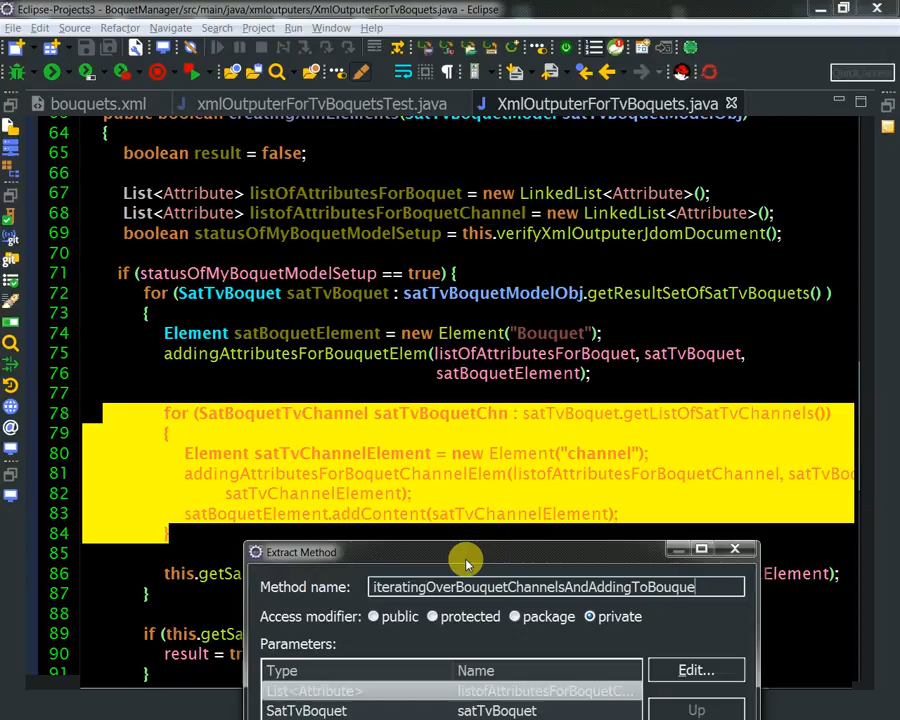 Eclipse-Projects3 - BoquetManager/src/main/java/xmloutputers/XmlOutputerForTvBoquets.java - Eclipse
File Edit Source Refactor Navigate Search Project Run Window Help
Quick Access
bouquets.xml xmlOutputerForTvBoquetsTest.java XmlOutputerForTvBoquets.java
64 {
65 boolean result = false;
66
67 List<Attribute> listOfAttributesForBoquet = new LinkedList<Attribute>();
68 List<Attribute> listofAttributesForBoquetChannel = new LinkedList<Attribute>();
69 boolean statusOfMyBoquetModelSetup = this.verifyXmlOutputerJdomDocument();
70
71 if (statusOfMyBoquetModelSetup == true) {
72 for (SatTvBoquet satTvBoquet : satTvBoquetModelObj.getResultSetOfSatTvBoquets() )
73 {
74 Element satBoquetElement = new Element("Bouquet");
75 addingAttributesForBouquetElem(listOfAttributesForBoquet, satTvBoquet,
76 satBoquetElement);
77
78 for (SatBoquetTvChannel satTvBoquetChn : satTvBoquet.getListOfSatTvChannels())
79 {
80 Element satTvChannelElement = new Element("channel");
81 addingAttributesForBoquetChannelElem(listofAttributesForBoquetChannel, satTvBoc
82 satTvChannelElement);
83 satBoquetElement.addContent(satTvChannelElement);
84 }
85
86 this.getSa Element);
87 }
88
89 if (this.getSa
90 result = tr
91 }
Extract Method
Method name: iteratingOverBouquetChannelsAndAddingToBouque
Access modifier: public protected package private
Parameters:
Type Name
List<Attribute> listofAttributesForBoquetC... Edit...
SatTvBoquet satTvBoquet Up